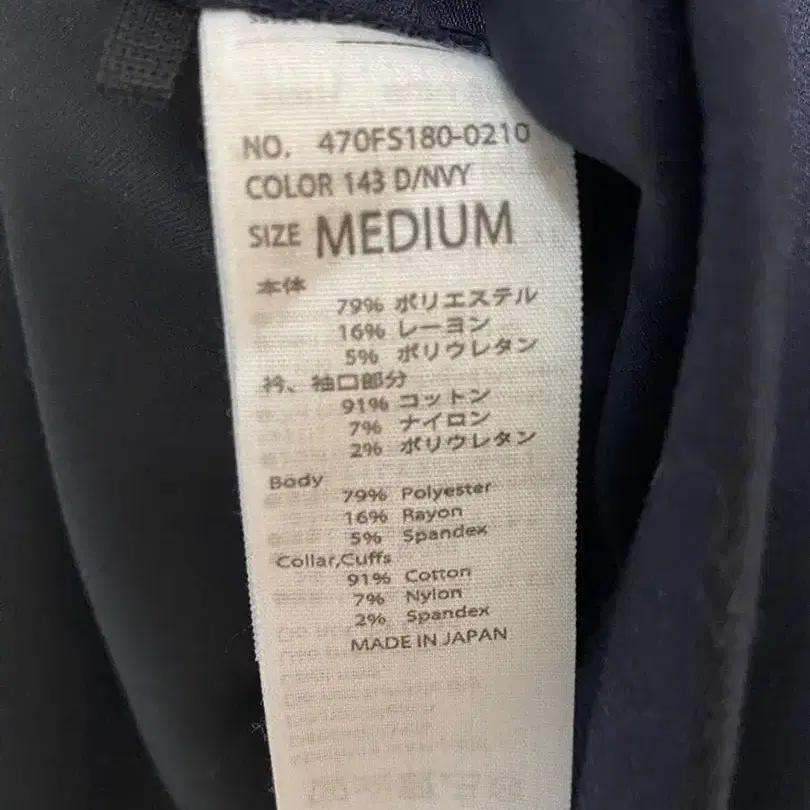 NO. 470FS180-0210
COLOR 143 D/NVY
SIZE MEDIUM
本体
79% ポリエステル
16% レーヨン
5% ポリウレタン
衿、袖口部分
91% コットン
7% ナイロン
2% ポリウレタン
Body
79% Polyester
16% Rayon
5% Spandex
Collar,Cuffs
91% Cotton
7% Nylon
2% Spandex
MADE IN JAPAN